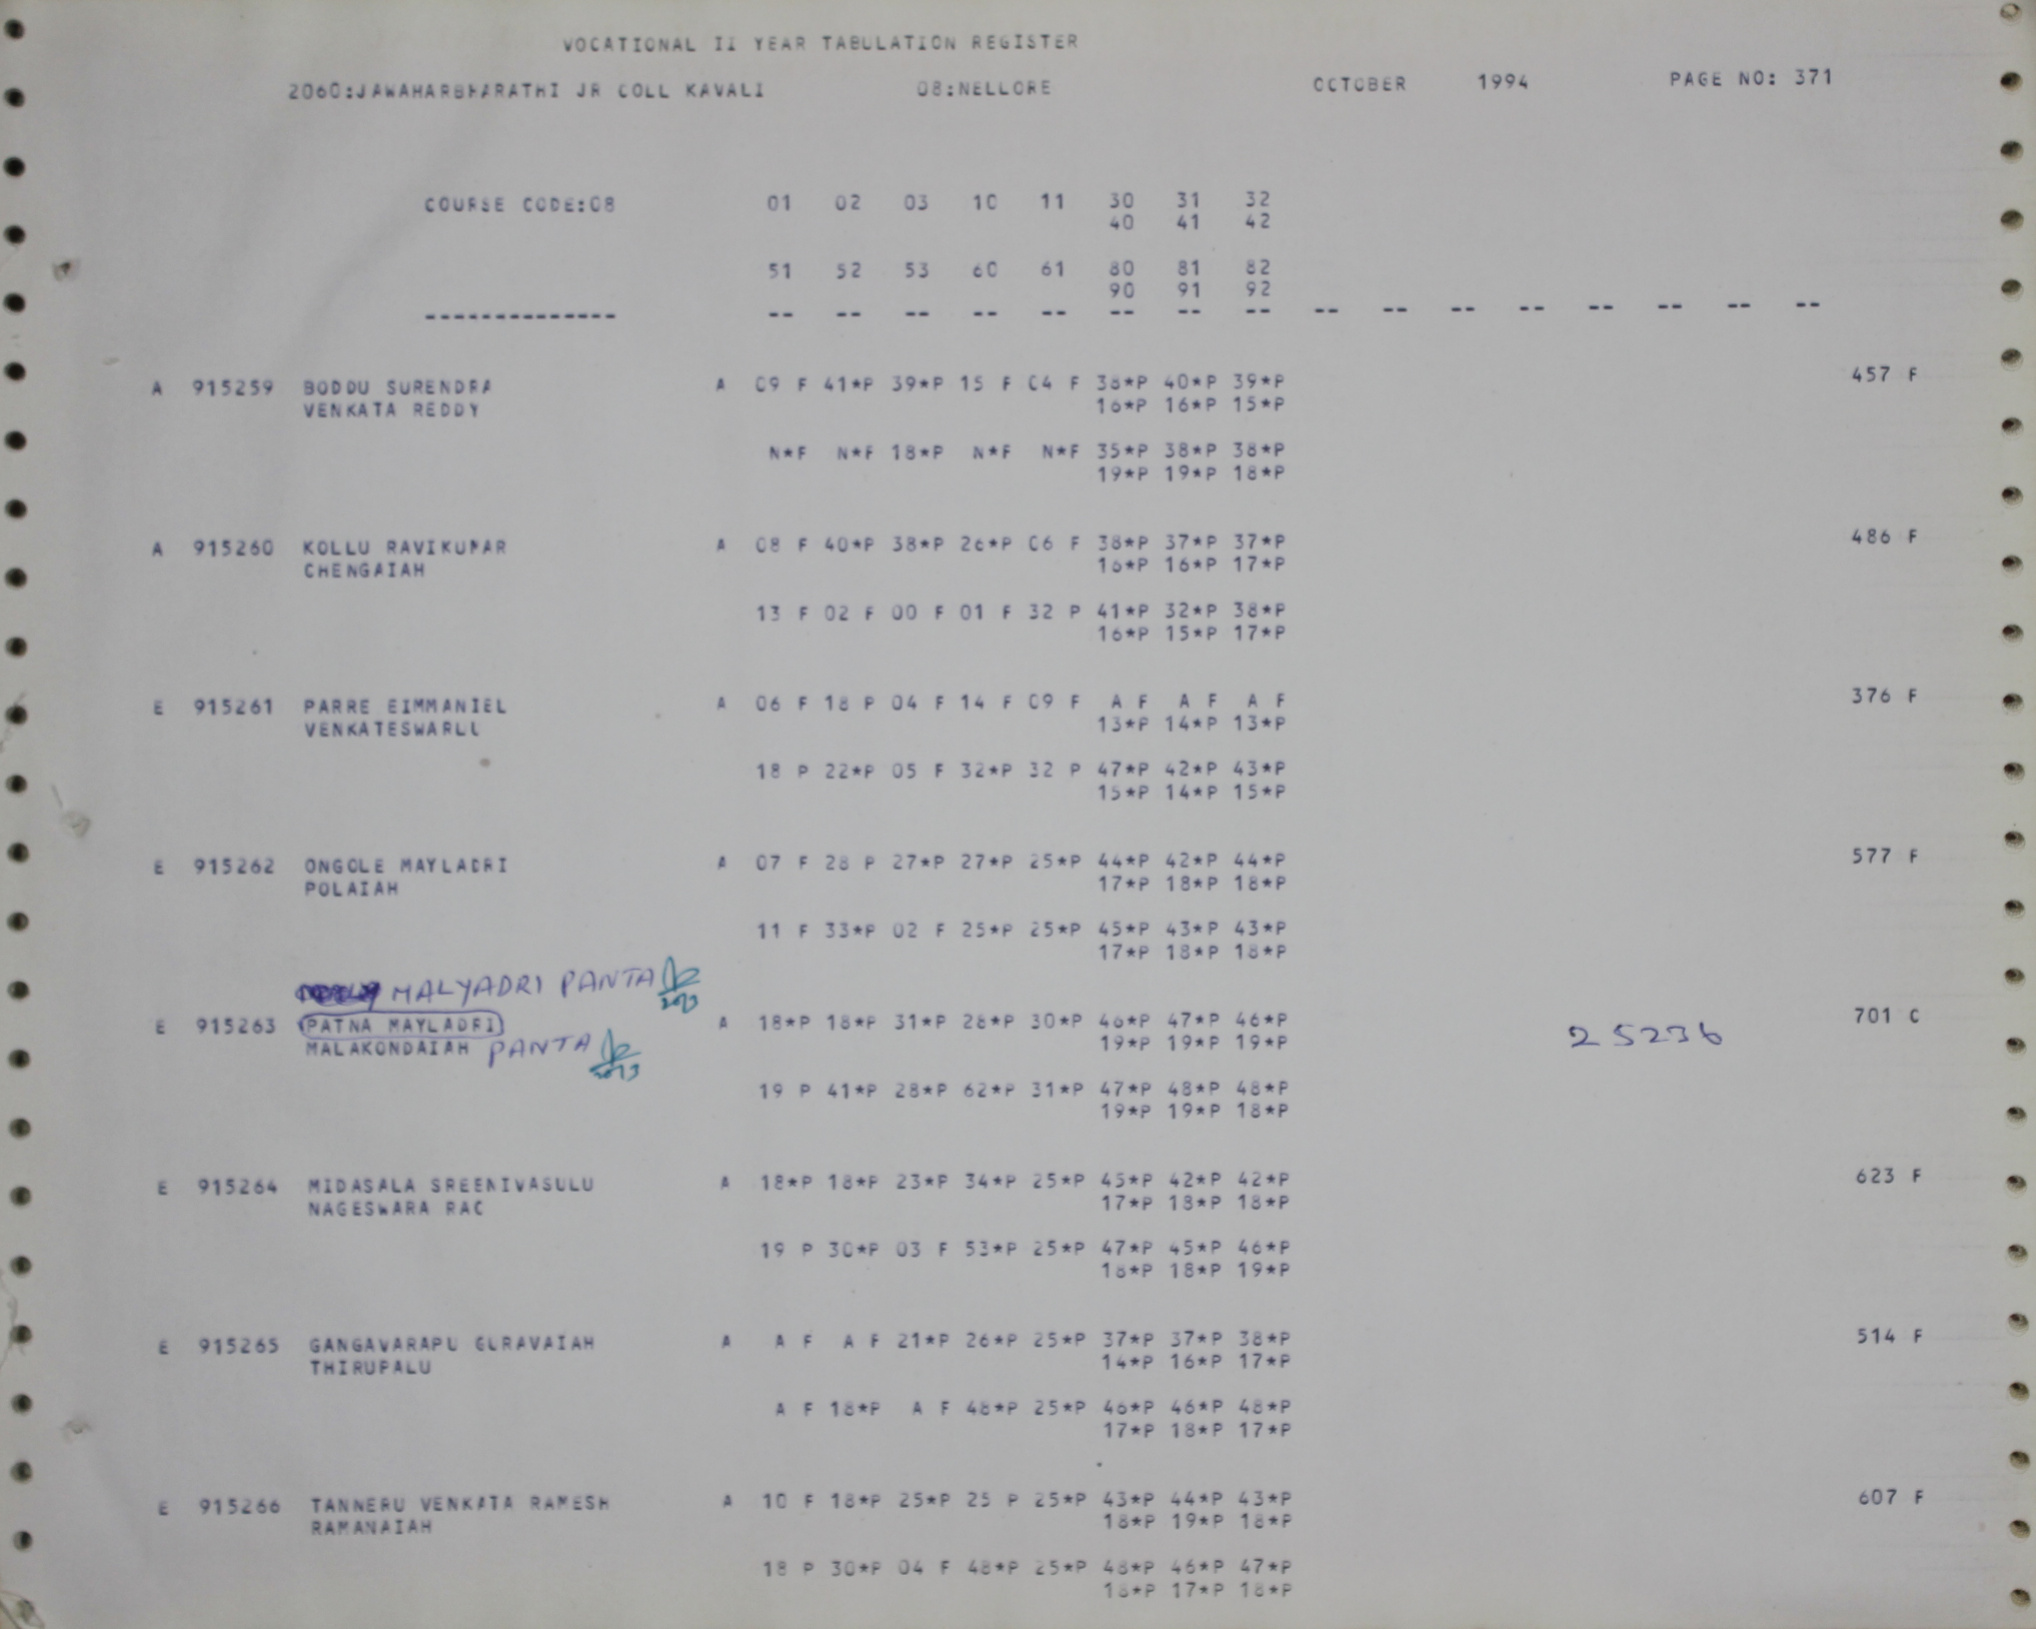 VOCATIONAL II YEAR TABULATION REGISTER
2060:JAWAHARBHARATHI JR COLL KAVALI 08:NELLORE OCTOBER 1994 PAGE NO: 371
COURSE CODE:08 01 02 03 10 11 30 31 32
40 41 42
51 52 53 60 61 80 81 82
90 91 92
-------------- -- -- -- -- -- -- -- -- -- -- -- -- -- -- -- --
A 915259 BODDU SURENDRA A 09 F 41*P 39*P 15 F 04 F 38*P 40*P 39*P 457 F
VENKATA REDDY 16*P 16*P 15*P
N*F N*F 18*P N*F N*F 35*P 38*P 38*P
19*P 19*P 18*P
A 915260 KOLLU RAVIKUMAR A 08 F 40*P 38*P 26*P 06 F 38*P 37*P 37*P 486 F
CHENGAIAH 16*P 16*P 17*P
13 F 02 F 00 F 01 F 32 P 41*P 32*P 38*P
16*P 15*P 17*P
E 915261 PARRE EIMMANIEL A 06 F 18 P 04 F 14 F 09 F A F A F A F 376 F
VENKATESWARLU 13*P 14*P 13*P
18 P 22*P 05 F 32*P 32 P 47*P 42*P 43*P
15*P 14*P 15*P
E 915262 ONGOLE MAYLADRI A 07 F 28 P 27*P 27*P 25*P 44*P 42*P 44*P 577 F
POLAIAH 17*P 18*P 18*P
11 F 33*P 02 F 25*P 25*P 45*P 43*P 43*P
17*P 18*P 18*P
MALYADRI PANTA
E 915263 PATNA MAYLADRI A 18*P 18*P 31*P 28*P 30*P 46*P 47*P 46*P 25236 701 C
MALAKONDAIAH PANTA 19*P 19*P 19*P
19 P 41*P 28*P 62*P 31*P 47*P 48*P 48*P
19*P 19*P 18*P
E 915264 MIDASALA SREENIVASULU A 18*P 18*P 23*P 34*P 25*P 45*P 42*P 42*P 623 F
NAGESWARA RAO 17*P 18*P 18*P
19 P 30*P 03 F 53*P 25*P 47*P 45*P 46*P
18*P 18*P 19*P
E 915265 GANGAVARAPU GURAVAIAH A A F A F 21*P 26*P 25*P 37*P 37*P 38*P 514 F
THIRUPALU 14*P 16*P 17*P
A F 18*P A F 48*P 25*P 46*P 46*P 48*P
17*P 18*P 17*P
E 915266 TANNERU VENKATA RAMESH A 10 F 18*P 25*P 25 P 25*P 43*P 44*P 43*P 607 F
RAMANAIAH 18*P 19*P 18*P
18 P 30*P 04 F 48*P 25*P 48*P 46*P 47*P
18*P 17*P 18*P